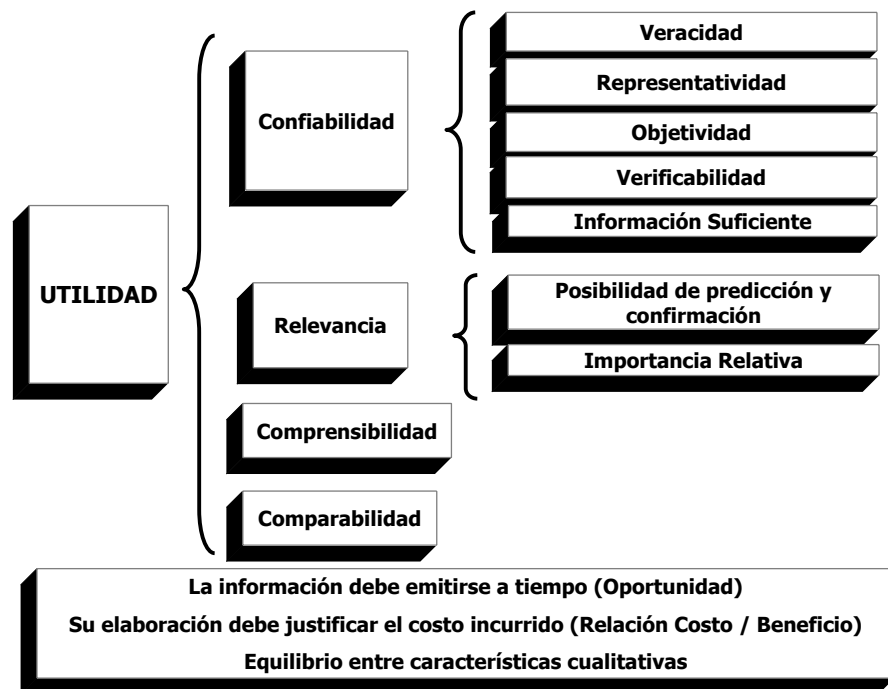 UTILIDAD
Confiabilidad
Veracidad
Representatividad
Objetividad
Verificabilidad
Información Suficiente
Relevancia
Posibilidad de predicción y
confirmación
Importancia Relativa
Comprensibilidad
Comparabilidad
La información debe emitirse a tiempo (Oportunidad)
Su elaboración debe justificar el costo incurrido (Relación Costo / Beneficio)
Equilibrio entre características cualitativas